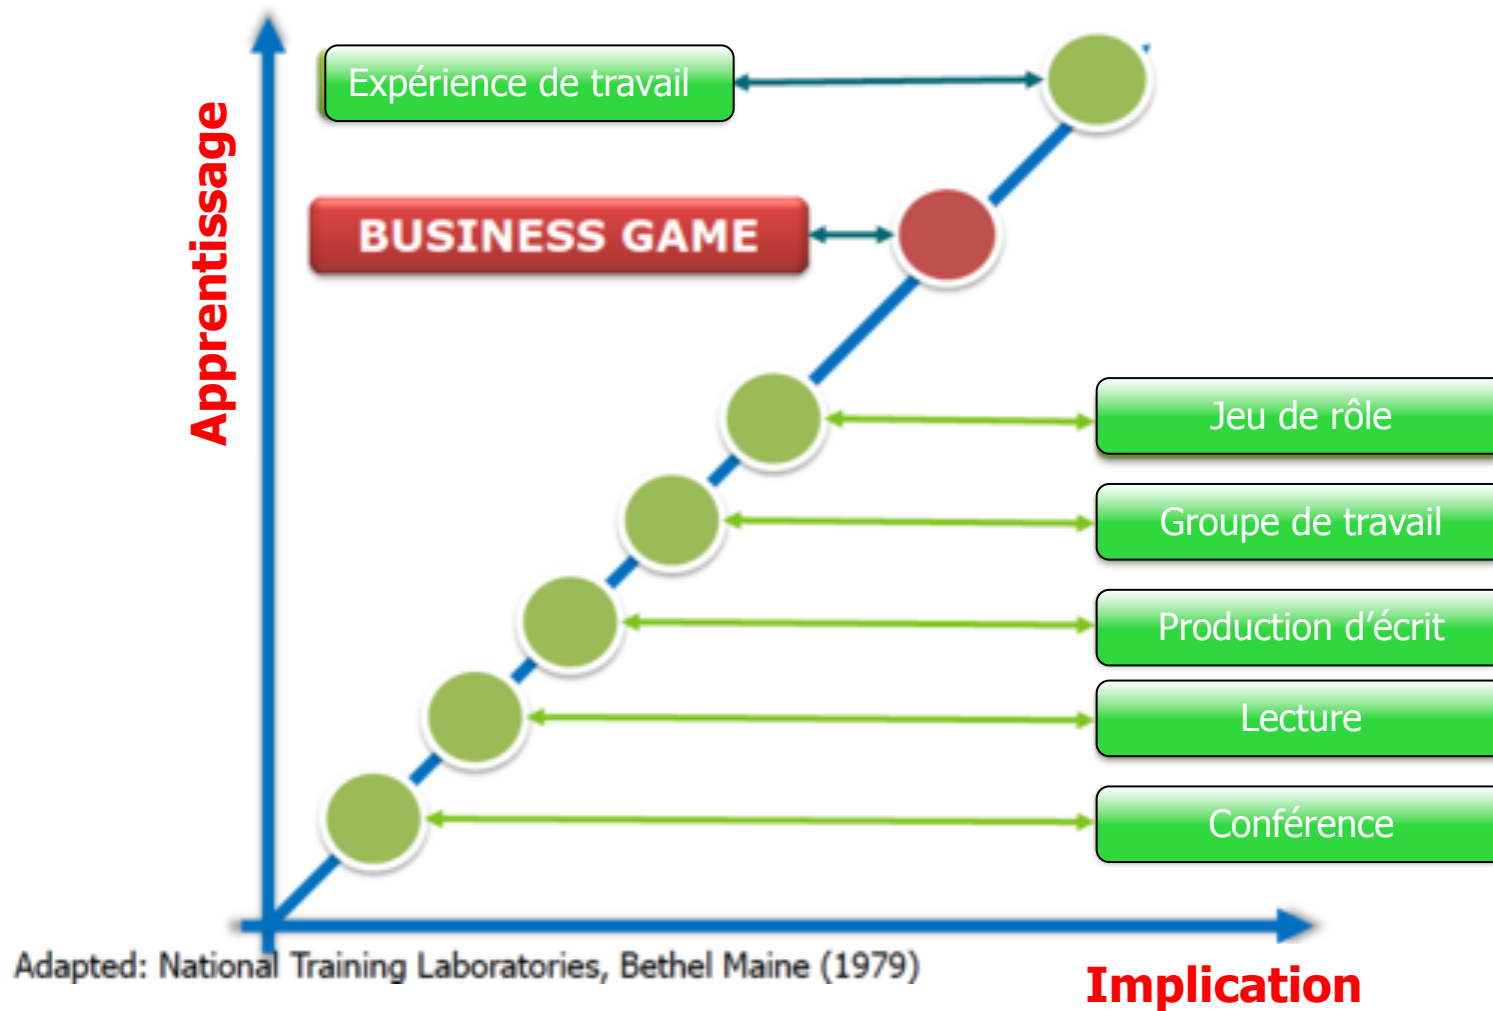 Expérience de travail
Apprentissage
BUSINESS GAME
Jeu de rôle
Groupe de travail
Production d’écrit
Lecture
Conférence
Adapted: National Training Laboratories, Bethel Maine (1979)
Implication